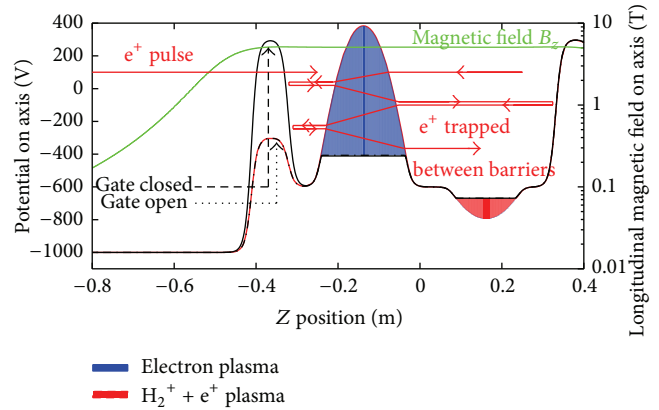 400
200
0
−200
−400
−600
−800
−1000
Potential on axis (V)
10
1
0.1
0.01
Longitudinal magnetic field on axis (T)
Magnetic field B_z
e⁺ pulse
e⁺ trapped
between barriers
Gate closed
Gate open
−0.8 −0.6 −0.4 −0.2 0 0.2 0.4
Z position (m)
Electron plasma
H₂⁺ + e⁺ plasma